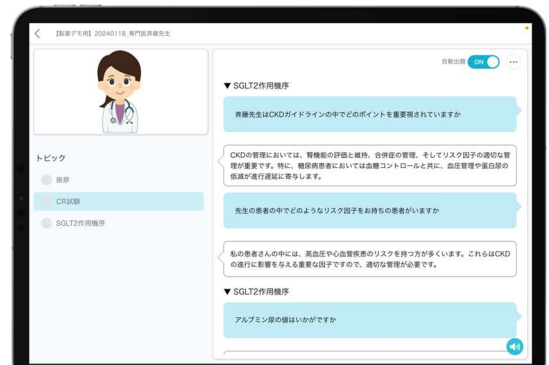 【製薬デモ用】20240118_専門医斉藤先生
自動出題 ON
▼ SGLT2作用機序
斉藤先生はCKDガイドラインの中でどのポイントを重要視されていますか
CKDの管理においては、腎機能の評価と維持、合併症の管理、そしてリスク因子の適切な管
理が重要です。特に、糖尿病患者においては血糖コントロールと共に、血圧管理や蛋白尿の
低減が進行遅延に寄与します。
トピック
挨拶
CR試験
SGLT2作用機序
先生の患者の中でどのようなリスク因子をお持ちの患者がいますか
私の患者さんの中には、高血圧や心血管疾患のリスクを持つ方が多くいます。これらはCKD
の進行に影響を与える重要な因子ですので、適切な管理が必要です。
▼ SGLT2作用機序
アルブミン尿の値はいかがですか